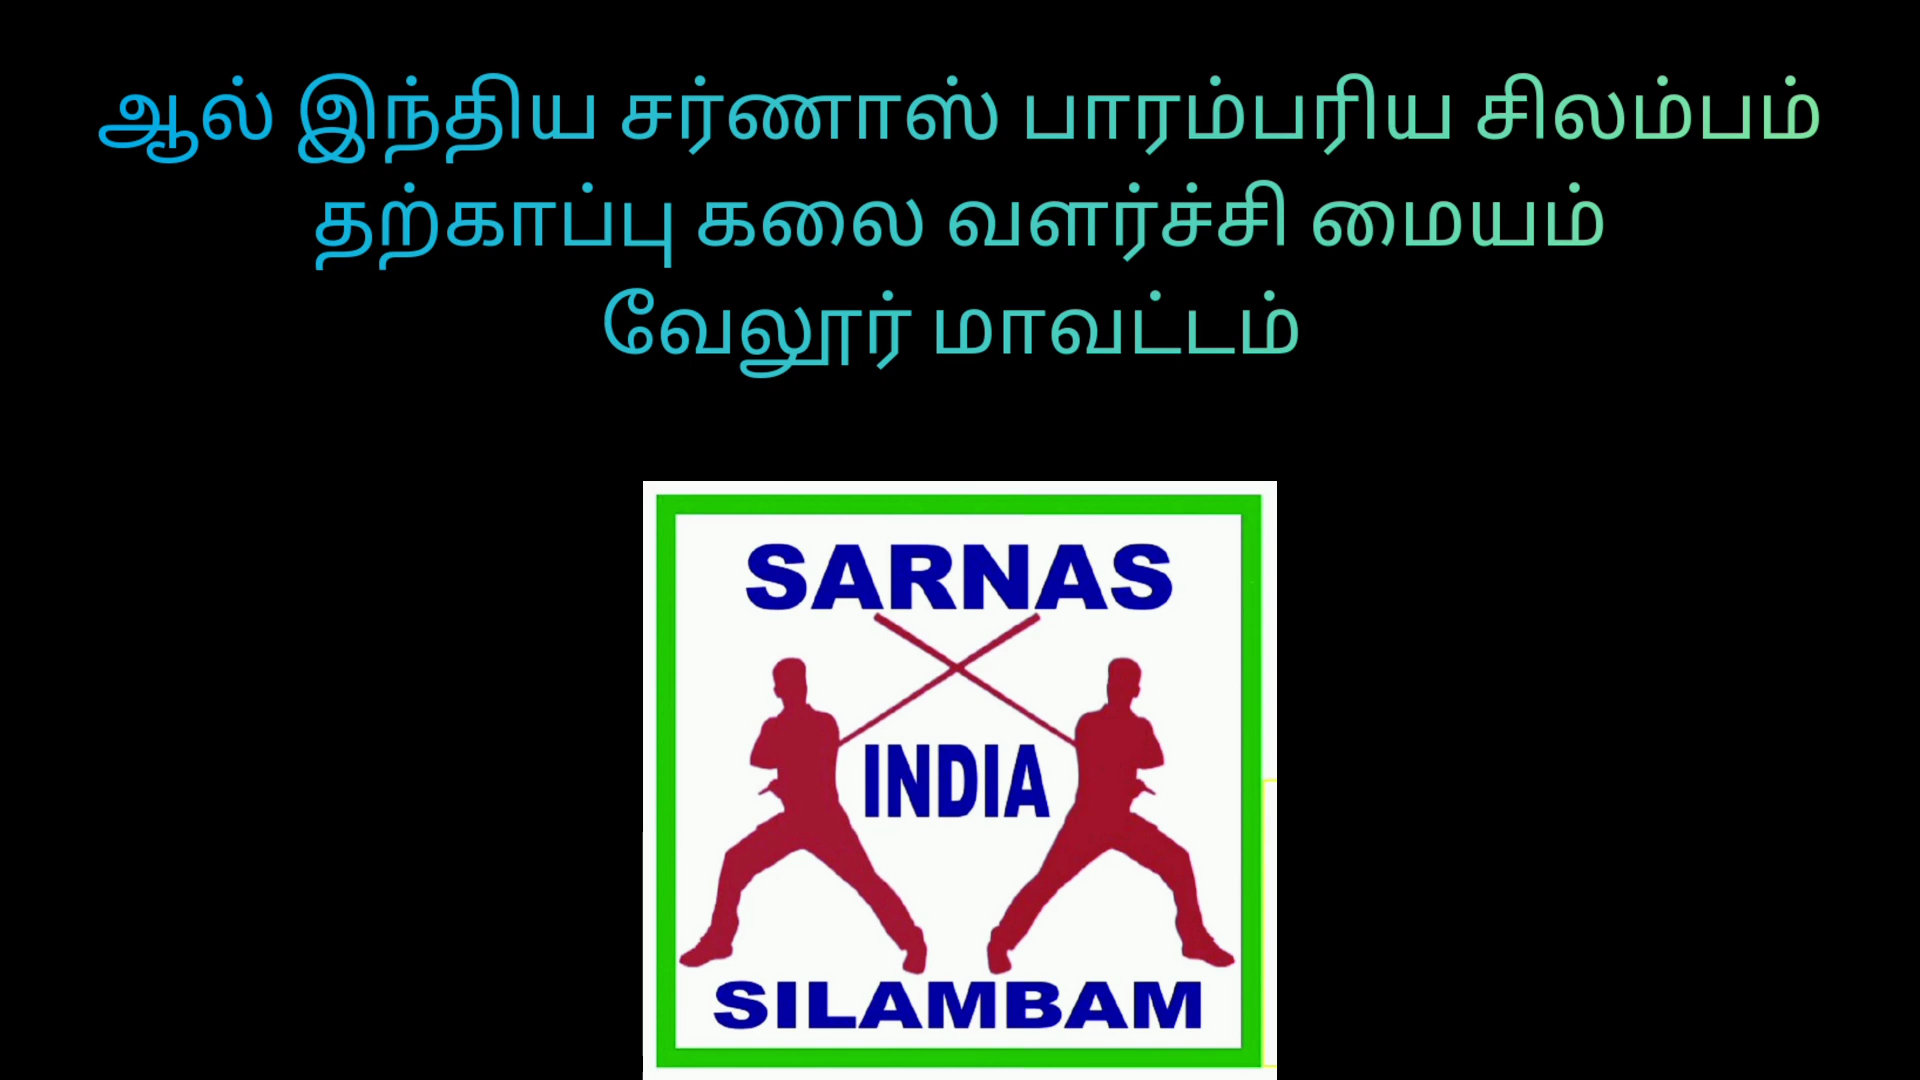 ஆல் இந்திய சர்ணாஸ் பாரம்பரிய சிலம்பம்
தற்காப்பு கலை வளர்ச்சி மையம்
வேலூர் மாவட்டம்
SARNAS
INDIA
SILAMBAM